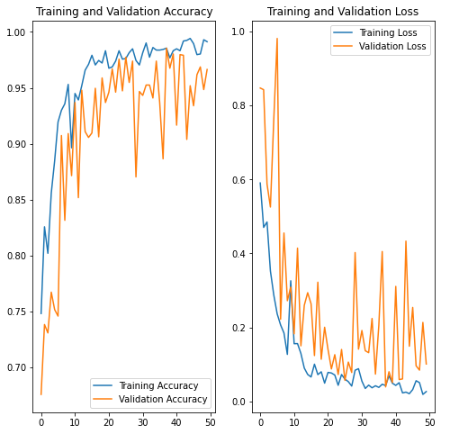 Training and Validation Accuracy
1.00
0.95
0.90
0.85
0.80
0.75
0.70
Training Accuracy
Validation Accuracy
0 10 20 30 40 50
Training and Validation Loss
Training Loss
Validation Loss
1.0
0.8
0.6
0.4
0.2
0.0
0 10 20 30 40 50